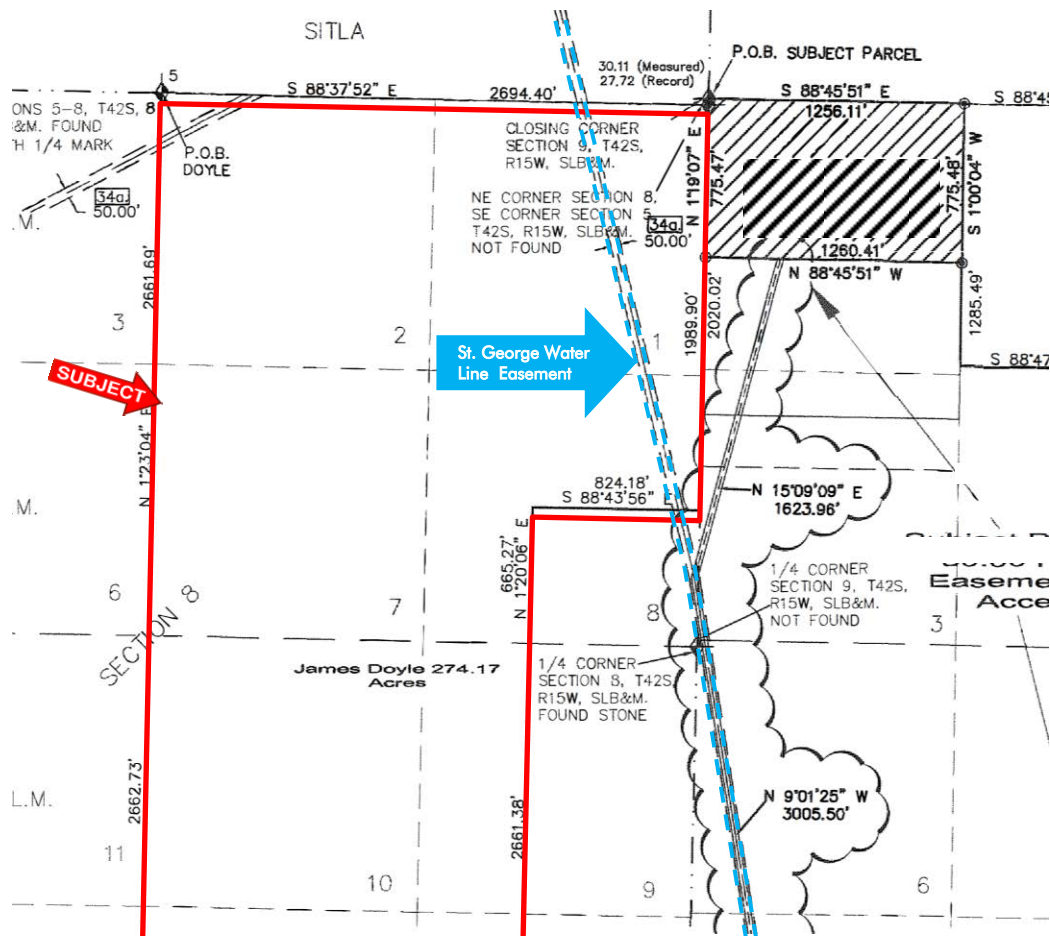 SITLA
5
S 88°37'52" E
2694.40'
30.11 (Measured)
27.72 (Record)
P.O.B. SUBJECT PARCEL
S 88°45'51" E
1256.11'
S 88°45
ONS 5-8, T42S, 8
&M. FOUND
H 1/4 MARK
P.O.B.
DOYLE
34a.
50.00'
.M.
CLOSING CORNER
SECTION 9, T42S,
R15W, SLB&M.
NE CORNER SECTION 8,
SE CORNER SECTION 5,
T42S, R15W, SLB&M.
NOT FOUND
34a.
50.00'
N 1°19'07" E
775.47'
775.48'
S 1°00'04" W
1260.41'
N 88°45'51" W
2661.69'
1989.90'
2020.02'
1285.49'
3
2
1
St. George Water
Line Easement
S 88°47
SUBJECT
N 1°23'04" E
824.18'
S 88°43'56" E
N 15°09'09" E
1623.96'
.M.
665.27'
N 1°20'06" E
1/4 CORNER
SECTION 9, T42S,
R15W, SLB&M.
NOT FOUND
Easeme
Acce
6
7
8
3
SECTION 8
James Doyle 274.17
Acres
1/4 CORNER
SECTION 8, T42S,
R15W, SLB&M.
FOUND STONE
2662.73'
2661.38'
N 9°01'25" W
3005.50'
L.M.
11
10
9
6